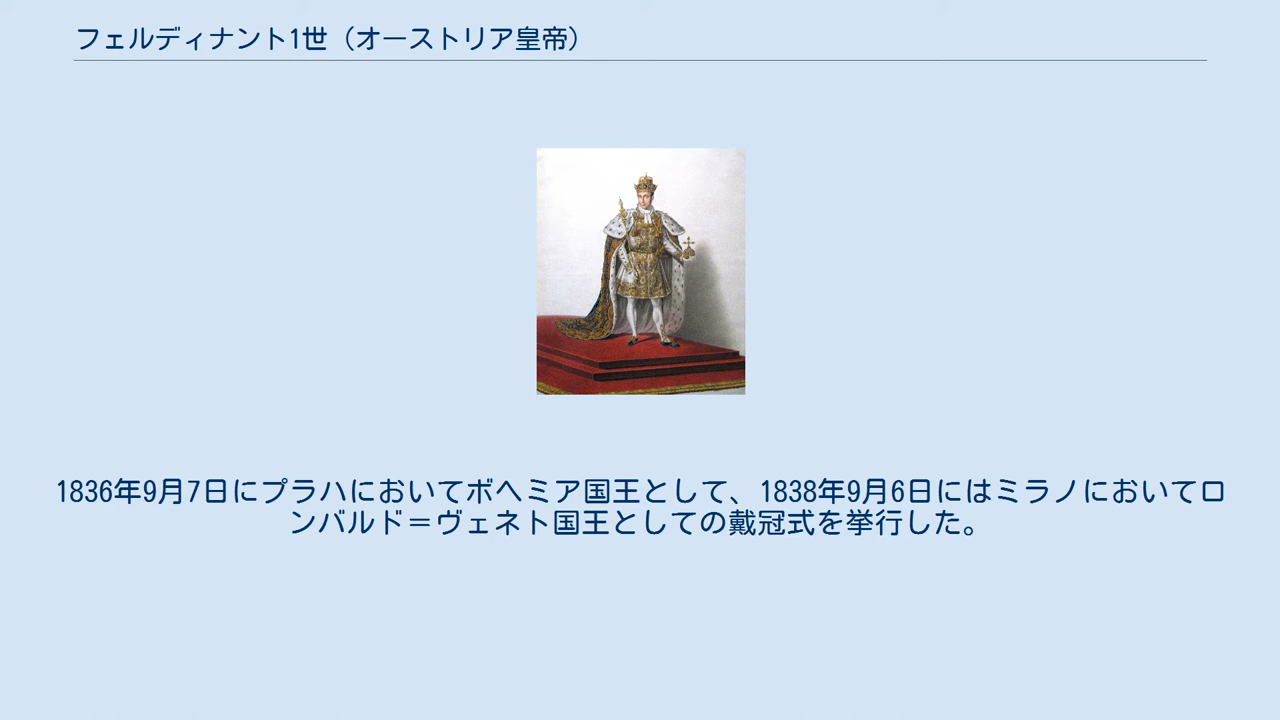 フェルディナント1世（オーストリア皇帝）
1836年9月7日にプラハにおいてボヘミア国王として、1838年9月6日にはミラノにおいてロ
ンバルド＝ヴェネト国王としての戴冠式を挙行した。